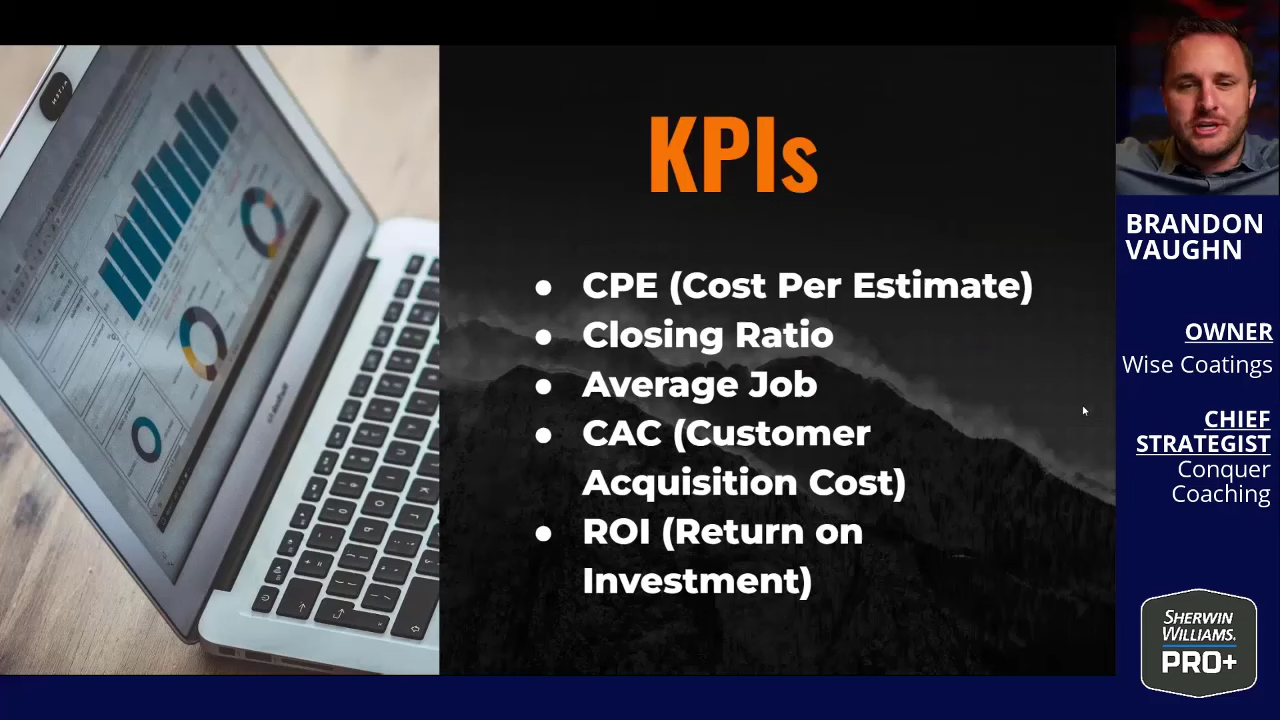 KPIs
● CPE (Cost Per Estimate)
● Closing Ratio
● Average Job
● CAC (Customer
Acquisition Cost)
● ROI (Return on
Investment)
BRANDON
VAUGHN
OWNER
Wise Coatings
CHIEF
STRATEGIST
Conquer
Coaching
SHERWIN
WILLIAMS.
PRO+